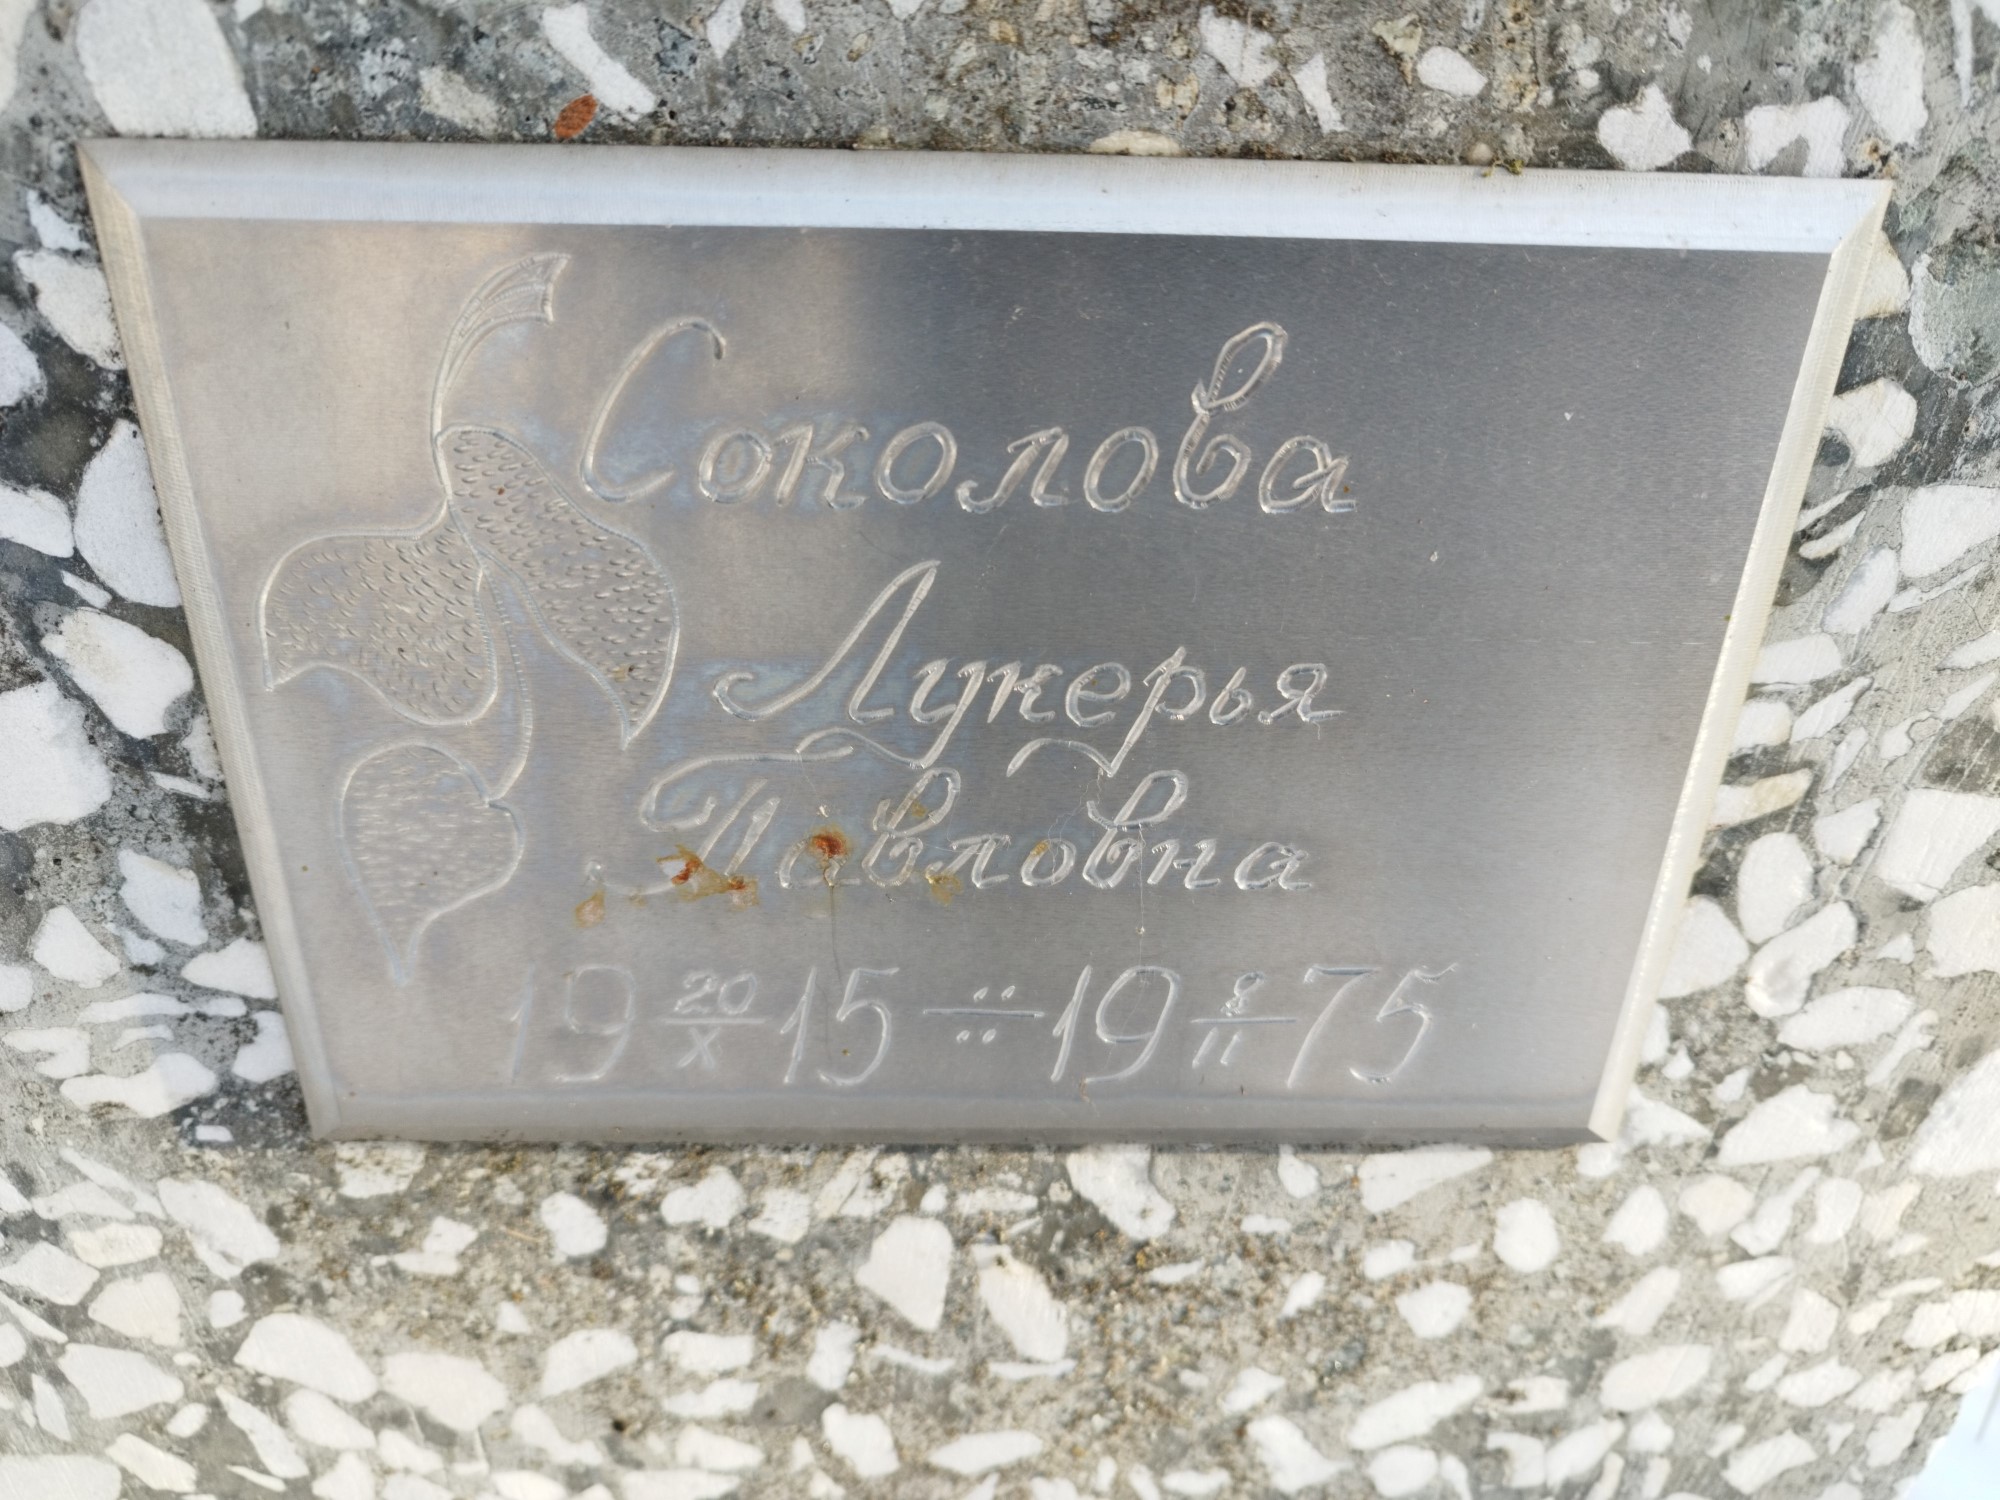 Соколова
Лукерья
Павловна
19 20/X 15 ÷ 19 8/II 75